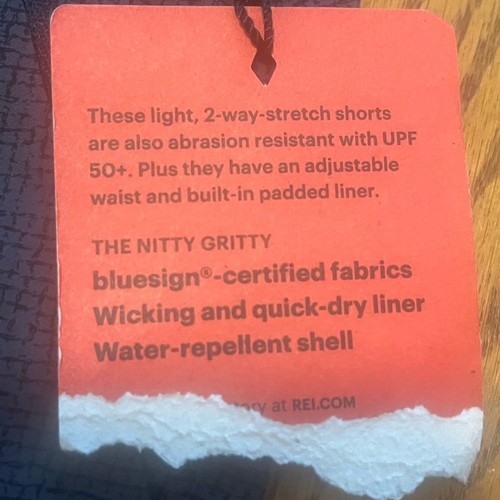 These light, 2-way-stretch shorts
are also abrasion resistant with UPF
50+. Plus they have an adjustable
waist and built-in padded liner.
THE NITTY GRITTY
bluesign®-certified fabrics
Wicking and quick-dry liner
Water-repellent shell
at REI.COM